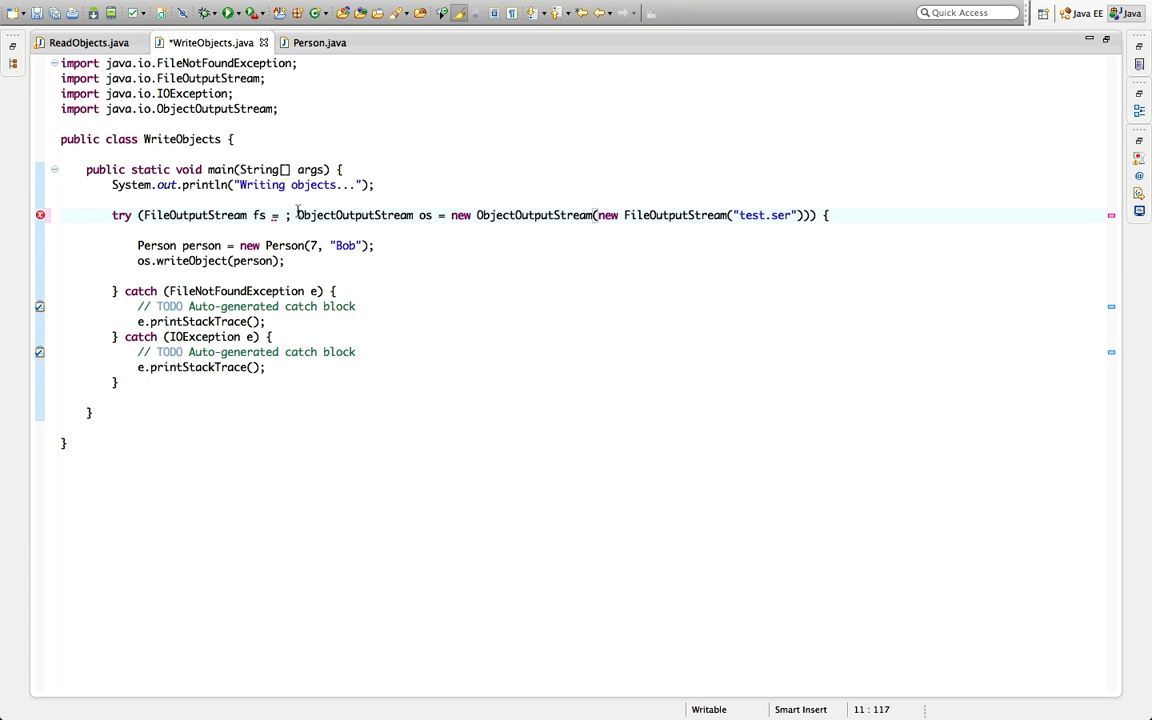 Quick Access
Java EE
Java
ReadObjects.java
*WriteObjects.java
Person.java
import java.io.FileNotFoundException;
import java.io.FileOutputStream;
import java.io.IOException;
import java.io.ObjectOutputStream;
public class WriteObjects {
public static void main(String[] args) {
System.out.println("Writing objects...");
try (FileOutputStream fs = ; ObjectOutputStream os = new ObjectOutputStream(new FileOutputStream("test.ser"))) {
Person person = new Person(7, "Bob");
os.writeObject(person);
} catch (FileNotFoundException e) {
// TODO Auto-generated catch block
e.printStackTrace();
} catch (IOException e) {
// TODO Auto-generated catch block
e.printStackTrace();
}
}
}
Writable
Smart Insert
11 : 117